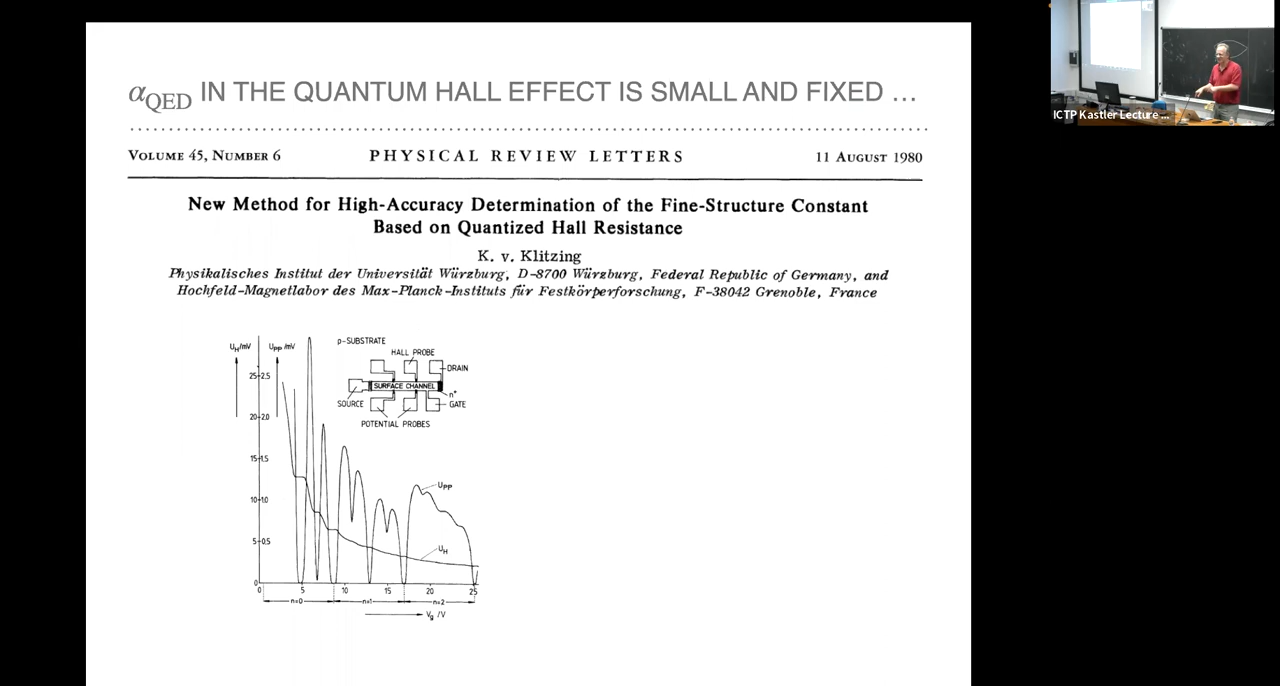 αQED IN THE QUANTUM HALL EFFECT IS SMALL AND FIXED ...
VOLUME 45, NUMBER 6 PHYSICAL REVIEW LETTERS 11 AUGUST 1980
New Method for High-Accuracy Determination of the Fine-Structure Constant
Based on Quantized Hall Resistance
K. v. Klitzing
Physikalisches Institut der Universität Würzburg, D-8700 Würzburg, Federal Republic of Germany, and
Hochfeld-Magnetlabor des Max-Planck-Instituts für Festkörperforschung, F-38042 Grenoble, France
UH/mV UPP/mV
p-SUBSTRATE
HALL PROBE
DRAIN
SURFACE CHANNEL
n+
SOURCE
GATE
POTENTIAL PROBES
25 2.5
20 2.0
15 1.5
10 1.0
5 0.5
0
UPP
UH
0 5 10 15 20 25
n=0 n=1 n=2
Vg /V
ICTP Kastler Lecture ...